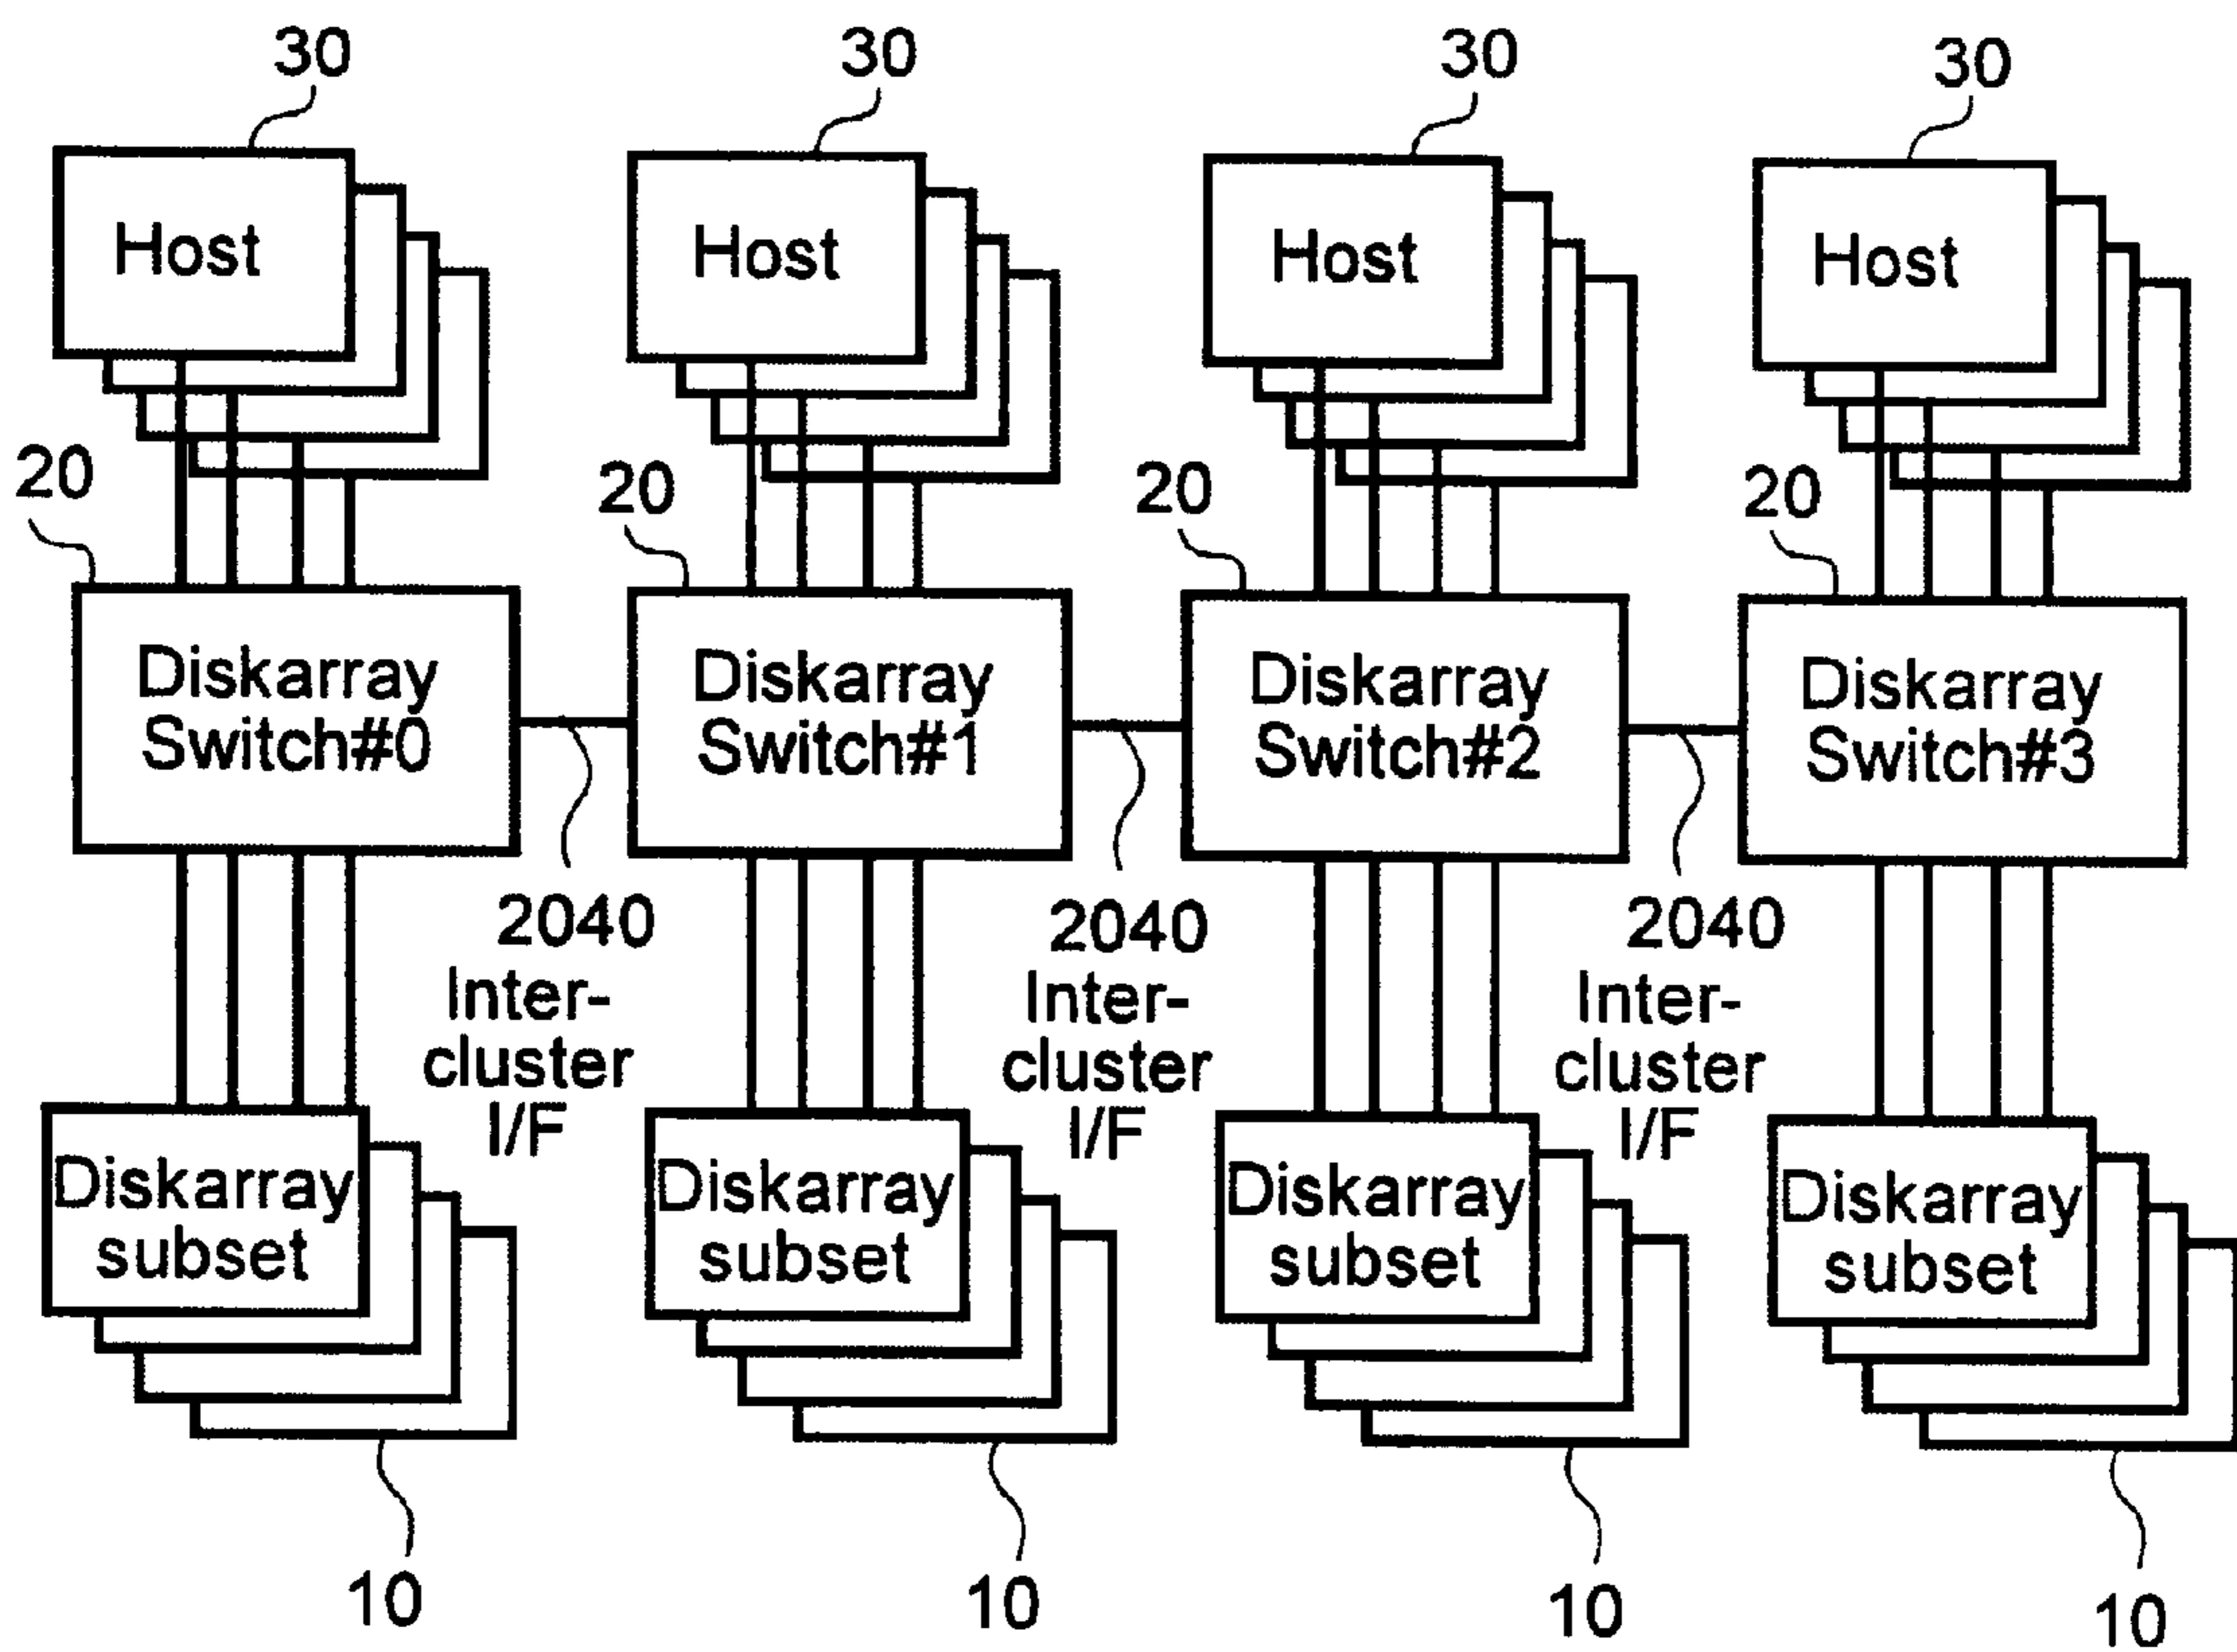 30 30 30 30
Host Host Host Host
20 20 20 20
Diskarray Diskarray Diskarray Diskarray
Switch#0 Switch#1 Switch#2 Switch#3
2040 2040 2040
Inter- Inter- Inter-
cluster cluster cluster
I/F I/F I/F
Diskarray Diskarray Diskarray Diskarray
subset subset subset subset
10 10 10 10